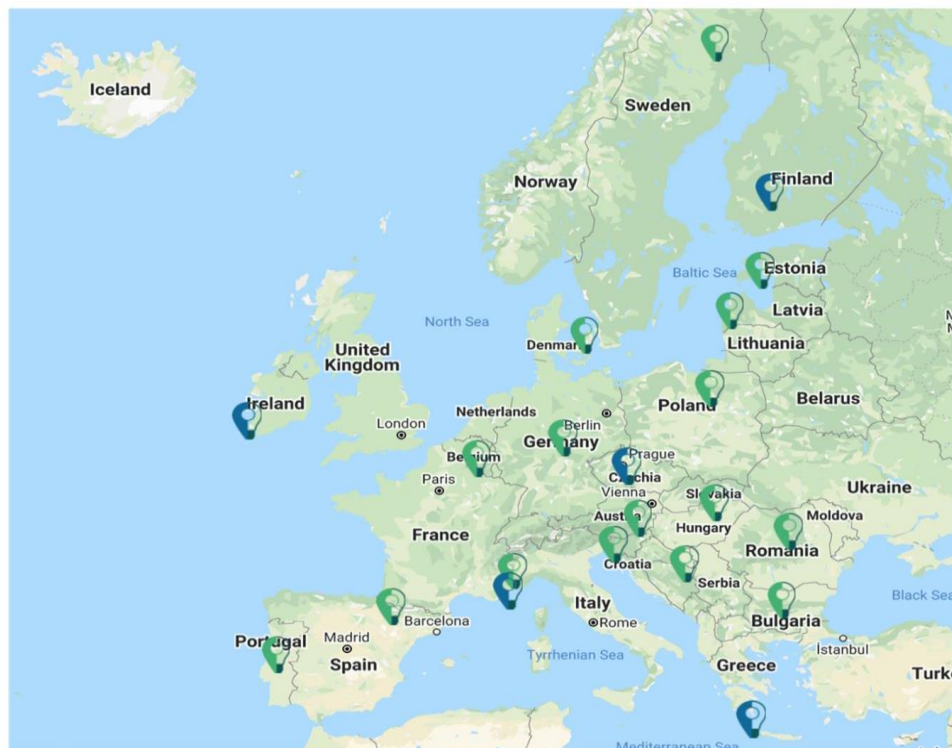 Iceland
Sweden
Finland
Norway
Baltic Sea
Estonia
Latvia
North Sea
Lithuania
Denmark
United
Kingdom
Ireland
Belarus
Poland
Netherlands
London
Berlin
Germany
Belgium
Prague
Czechia
Paris
Vienna
Slovakia
Ukraine
Austria
Moldova
Hungary
France
Romania
Croatia
Serbia
Black Sea
Italy
Barcelona
Rome
Bulgaria
Portugal
Madrid
Tyrrhenian Sea
İstanbul
Spain
Greece
Turke
Mediterranean Sea